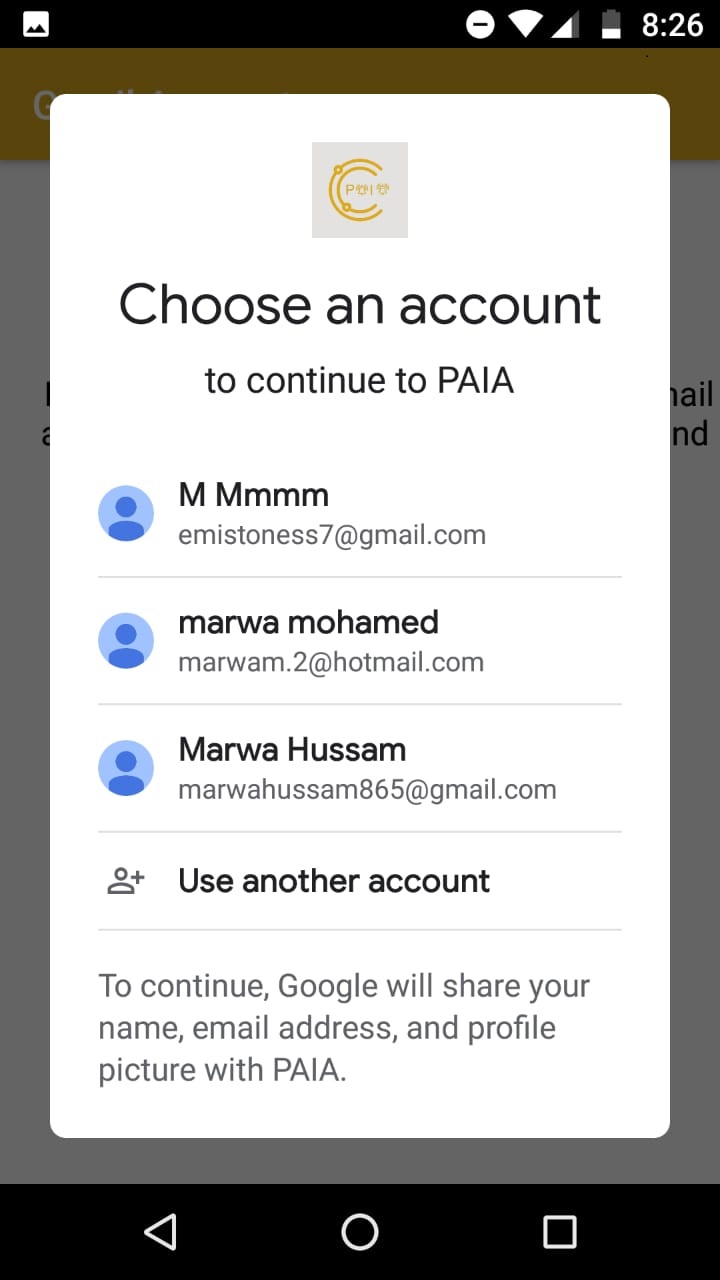 8:26
PAIA
Choose an account
to continue to PAIA
ail
nd
M Mmmm
emistoness7@gmail.com
marwa mohamed
marwam.2@hotmail.com
Marwa Hussam
marwahussam865@gmail.com
Use another account
To continue, Google will share your
name, email address, and profile
picture with PAIA.